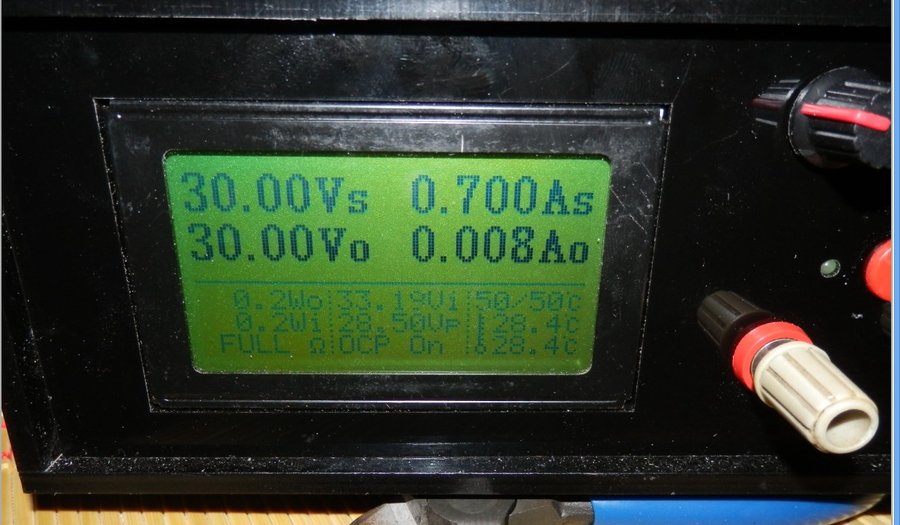 30.00Vs 0.700As
30.00Vo 0.008Ao
0.2Wo 33.19Vi 50/50C
0.2Wi 28.50Vp 28.4C
FULL Ω OCP On 28.4C